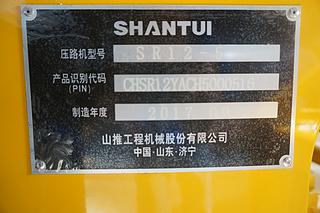 SHANTUI
压路机型号 SR12-5
产品识别代码
(PIN)
制造年度 2017
山推工程机械股份有限公司
中国·山东·济宁